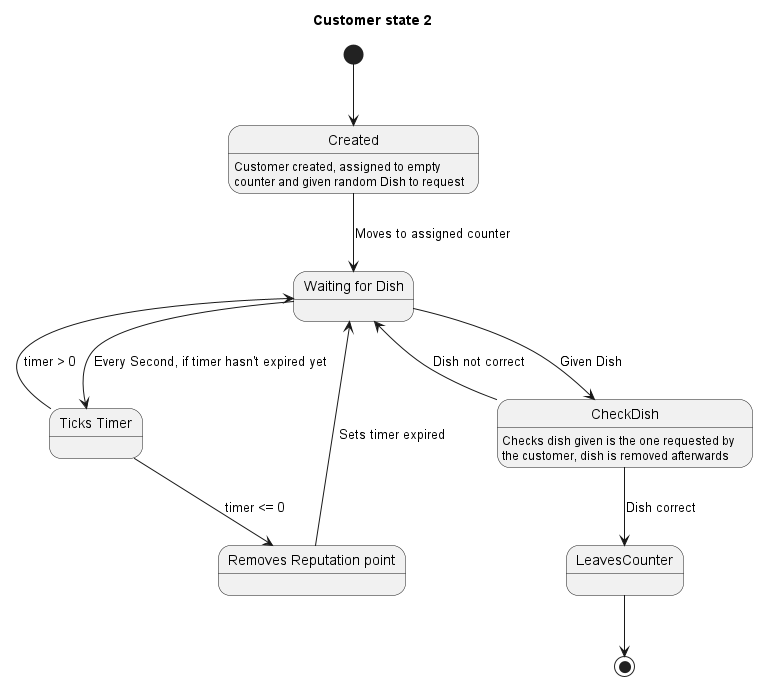 Customer state 2
Created
Customer created, assigned to empty
counter and given random Dish to request
Moves to assigned counter
Waiting for Dish
timer > 0
Every Second, if timer hasn't expired yet
Dish not correct
Given Dish
Ticks Timer
CheckDish
Checks dish given is the one requested by
the customer, dish is removed afterwards
Sets timer expired
timer <= 0
Dish correct
Removes Reputation point
LeavesCounter